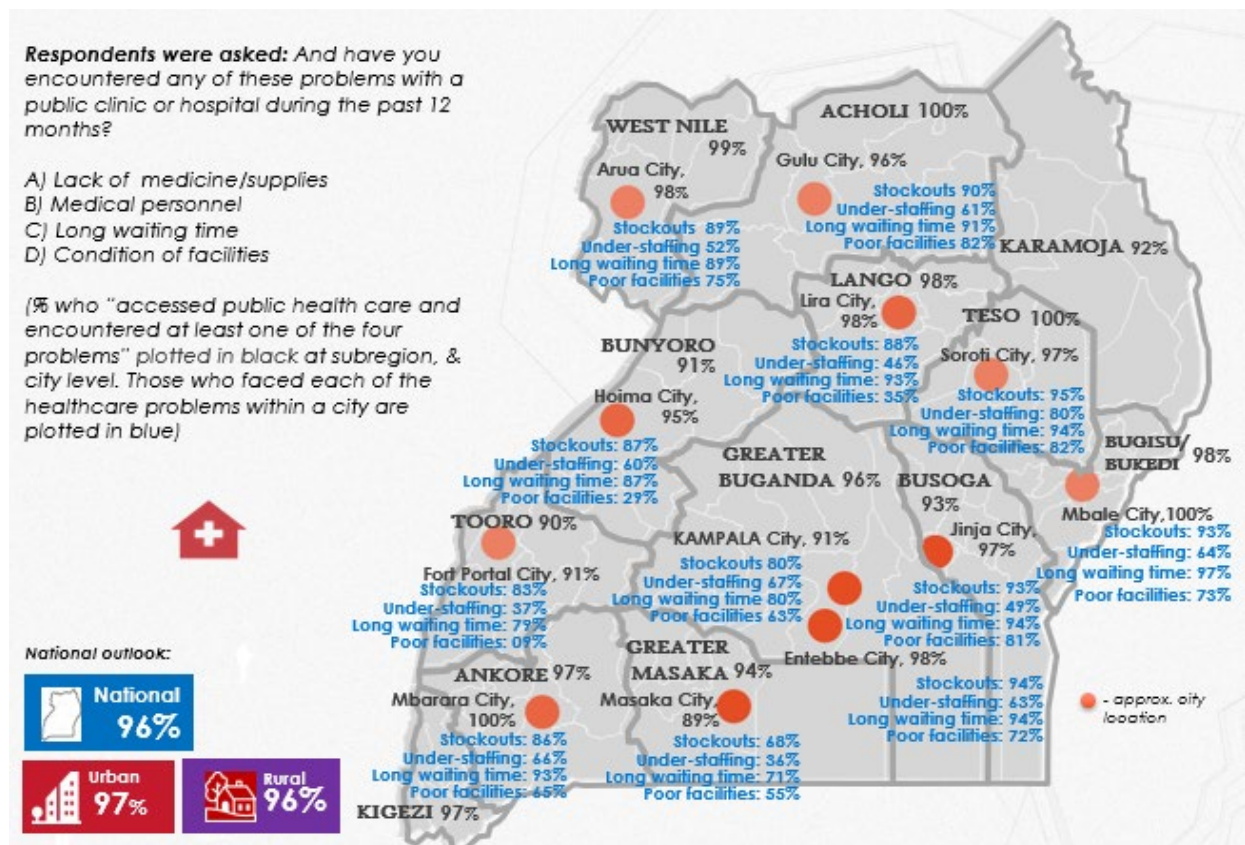 Respondents were asked: And have you
encountered any of these problems with a
public clinic or hospital during the past 12
months?
A) Lack of medicine/supplies
B) Medical personnel
C) Long waiting time
D) Condition of facilities
(% who "accessed public health care and
encountered at least one of the four
problems" plotted in black at subregion, &
city level. Those who faced each of the
healthcare problems within a city are
plotted in blue)
WEST NILE
99%
Arua City,
98%
Stockouts 89%
Under-staffing 52%
Long waiting time 89%
Poor facilities 75%
ACHOLI 100%
Gulu City, 96%
Stockouts 90%
Under-staffing 61%
Long waiting time 91%
Poor facilities 82%
KARAMOJA 92%
LANGO 98%
Lira City,
98%
Stockouts: 88%
Under-staffing: 46%
Long waiting time: 93%
Poor facilities: 35%
TESO 100%
Soroti City, 97%
Stockouts: 95%
Under-staffing: 80%
Long waiting time: 94%
Poor facilities: 82%
BUNYORO
91%
Hoima City,
95%
Stockouts: 87%
Under-staffing: 60%
Long waiting time: 87%
Poor facilities: 29%
BUGISU/
BUKEDI 98%
Mbale City,100%
Stockouts: 93%
Under-staffing: 64%
Long waiting time: 97%
Poor facilities: 73%
GREATER
BUGANDA 96%
KAMPALA City, 91%
Stockouts 80%
Under-staffing 67%
Long waiting time 80%
Poor facilities 63%
BUSOGA
93%
Jinja City,
97%
Stockouts: 93%
Under-staffing: 49%
Long waiting time: 94%
Poor facilities: 81%
TOORO 90%
Fort Portal City, 91%
Stockouts: 83%
Under-staffing: 37%
Long waiting time: 79%
Poor facilities: 09%
Entebbe City, 98%
Stockouts: 94%
Under-staffing: 63%
Long waiting time: 94%
Poor facilities: 72%
GREATER
MASAKA 94%
Masaka City,
89%
Stockouts: 68%
Under-staffing: 36%
Long waiting time: 71%
Poor facilities: 55%
ANKORE 97%
Mbarara City,
100%
Stockouts: 86%
Under-staffing: 66%
Long waiting time: 93%
Poor facilities: 65%
KIGEZI 97%
- approx. city
location
National outlook:
National
96%
Urban
97%
Rural
96%